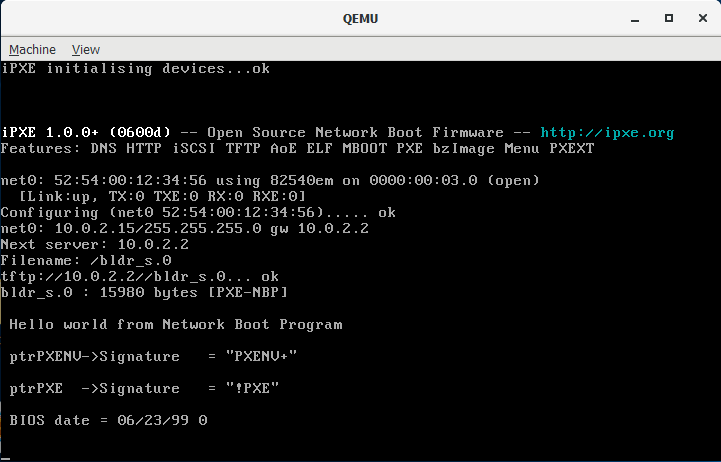 QEMU
Machine View
iPXE initialising devices...ok
iPXE 1.0.0+ (0600d) -- Open Source Network Boot Firmware -- http://ipxe.org
Features: DNS HTTP iSCSI TFTP AoE ELF MBOOT PXE bzImage Menu PXEXT
net0: 52:54:00:12:34:56 using 82540em on 0000:00:03.0 (open)
[Link:up, TX:0 TXE:0 RX:0 RXE:0]
Configuring (net0 52:54:00:12:34:56)..... ok
net0: 10.0.2.15/255.255.255.0 gw 10.0.2.2
Next server: 10.0.2.2
Filename: /bldr_s.0
tftp://10.0.2.2//bldr_s.0... ok
bldr_s.0 : 15980 bytes [PXE-NBP]
Hello world from Network Boot Program
ptrPXENV->Signature = "PXENV+"
ptrPXE ->Signature = "!PXE"
BIOS date = 06/23/99 0